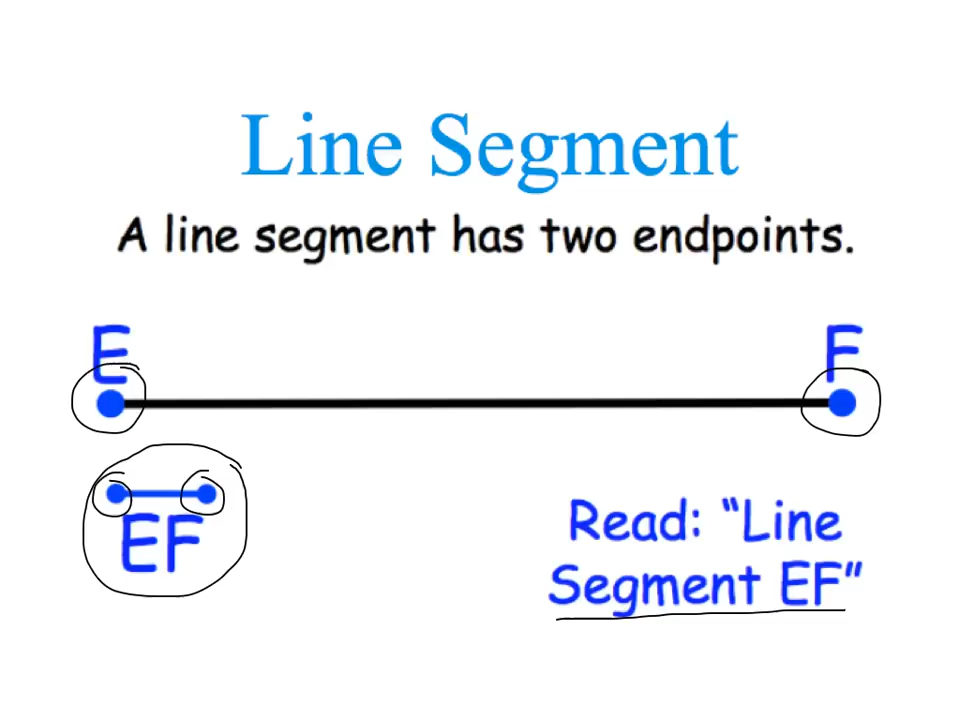 Line Segment
A line segment has two endpoints.
E F
EF
Read: “Line
Segment EF”